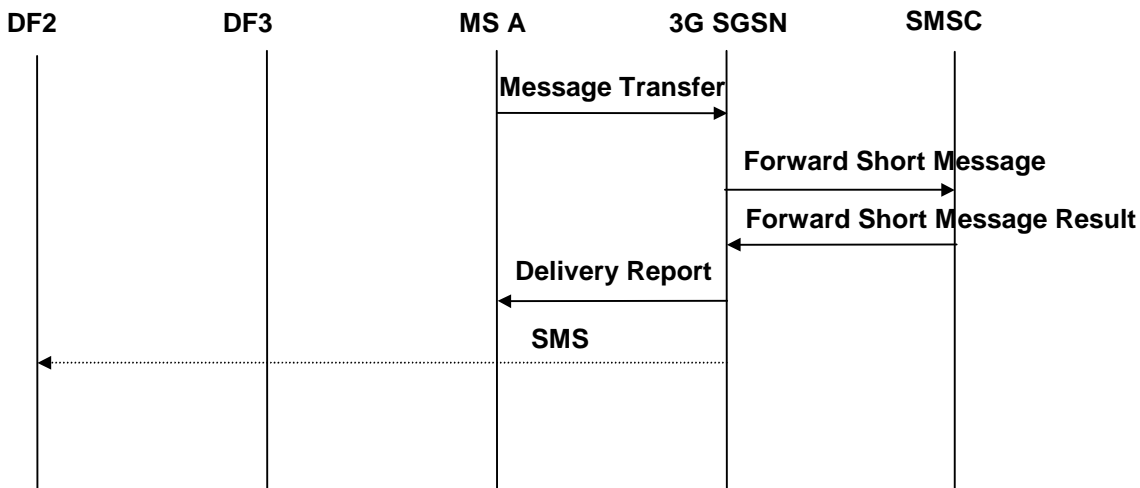 DF2 DF3 MS A 3G SGSN SMSC
Message Transfer
Forward Short Message
Forward Short Message Result
Delivery Report
SMS